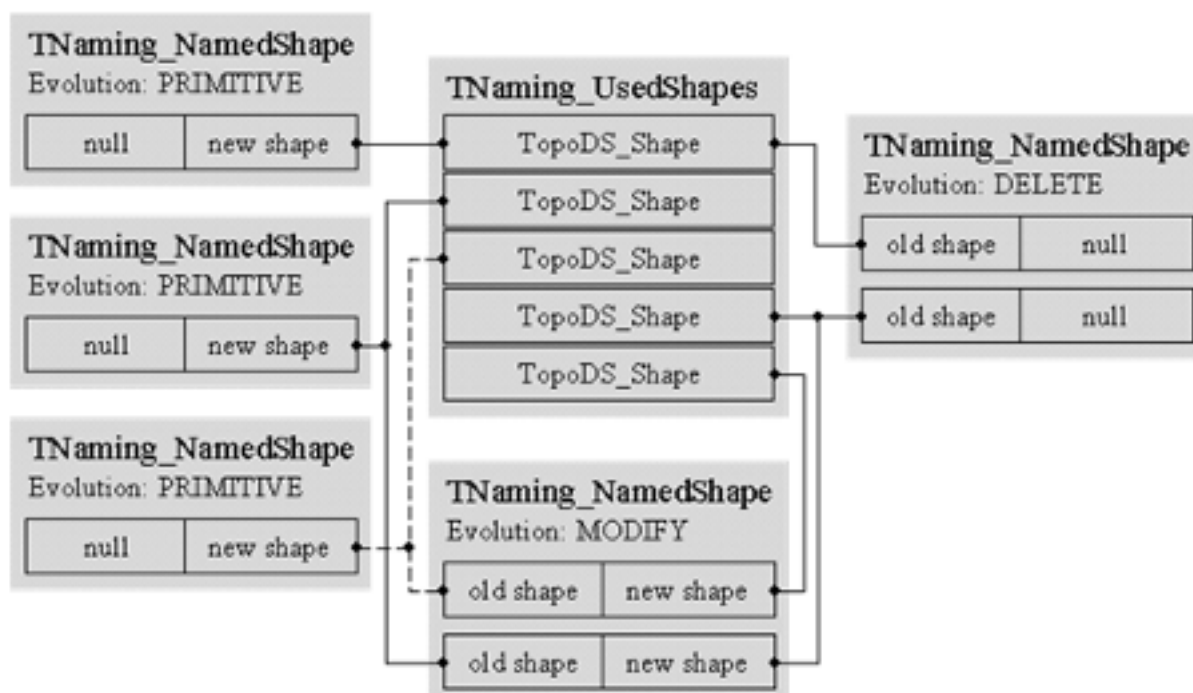 TNaming_NamedShape
Evolution: PRIMITIVE
null new shape
TNaming_NamedShape
Evolution: PRIMITIVE
null new shape
TNaming_NamedShape
Evolution: PRIMITIVE
null new shape
TNaming_UsedShapes
TopoDS_Shape
TopoDS_Shape
TopoDS_Shape
TopoDS_Shape
TopoDS_Shape
TNaming_NamedShape
Evolution: MODIFY
old shape new shape
old shape new shape
TNaming_NamedShape
Evolution: DELETE
old shape null
old shape null